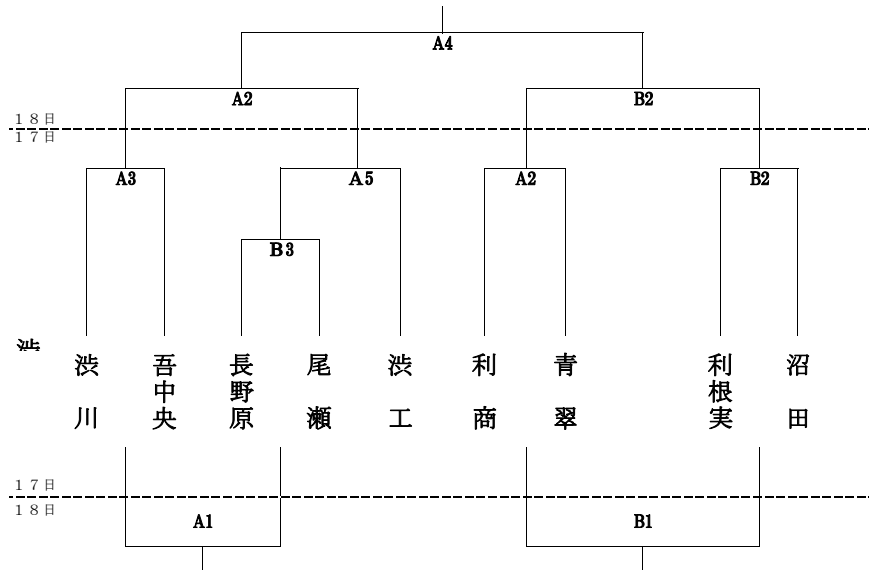 A4
A2 B2
18日
17日
A3 A5 A2 B2
B3
渋川 吾中央 長野原 尾瀬 渋工 利商 青翠 利根実 沼田
17日
18日
A1 B1